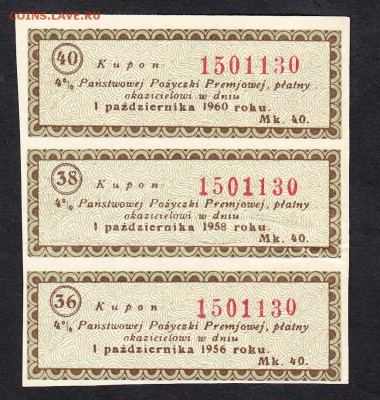 COINS.LAVE.RU
40
Kupon 1501130
4% Państwowej Pożyczki Premjowej, płatny
okazicielowi w dniu
1 października 1960 roku.
Mk. 40.
38
Kupon 1501130
4% Państwowej Pożyczki Premjowej, płatny
okazicielowi w dniu
1 października 1958 roku.
Mk. 40.
36
Kupon 1501130
4% Państwowej Pożyczki Premjowej, płatny
okazicielowi w dniu
1 października 1956 roku.
Mk. 40.